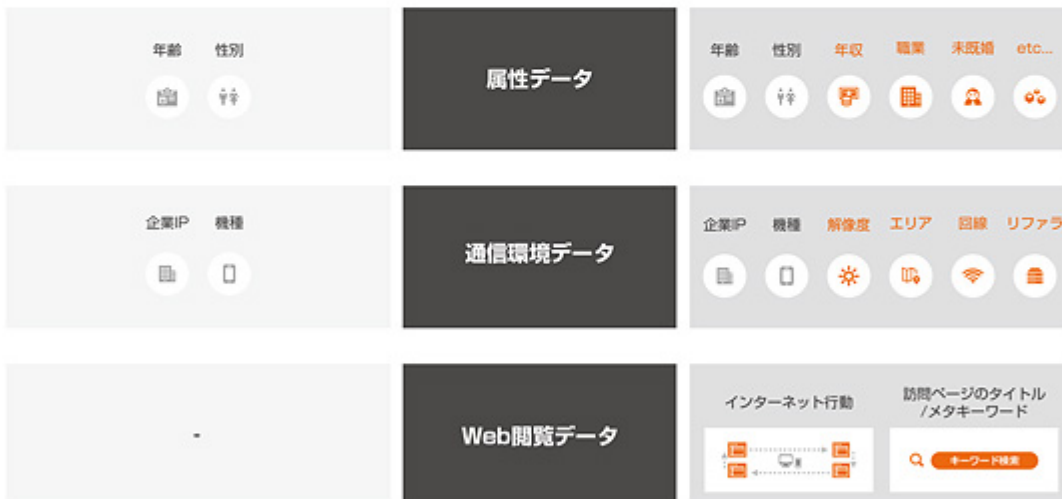 年齢 性別
属性データ
年齢 性別 年収 職業 未既婚 etc...
企業IP 機種
通信環境データ
企業IP 機種 解像度 エリア 回線 リファラ
-
Web閲覧データ
インターネット行動
訪問ページのタイトル
/メタキーワード
キーワード検索